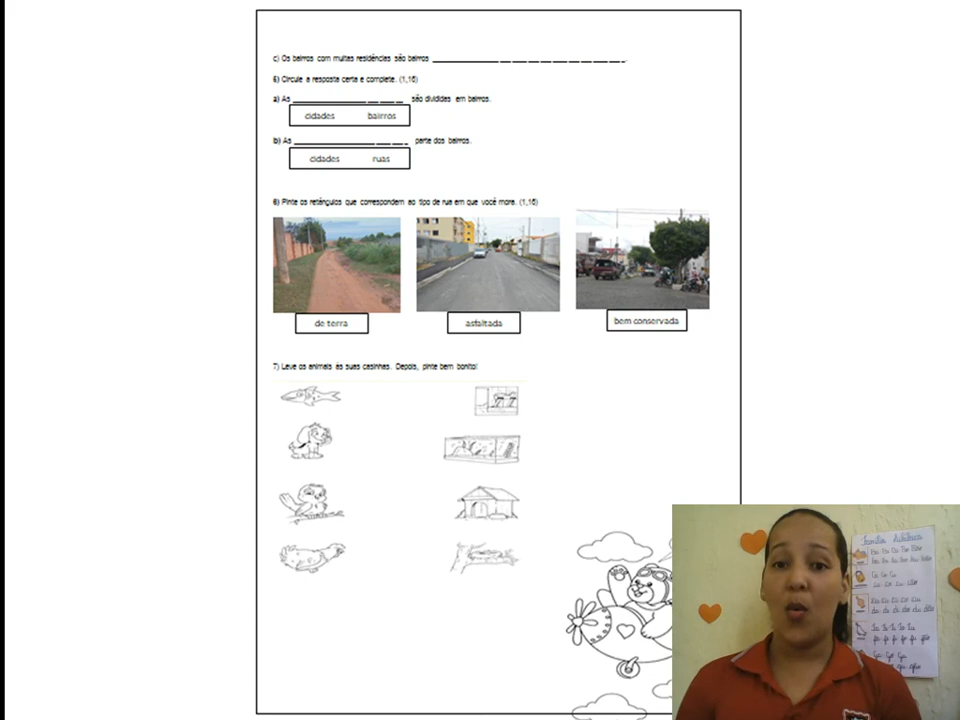 c) Os bairros com muitas residências são bairros ____________________.
5) Circule a resposta certa e complete. (1,16)
a) As ____________________ são divididas em bairros.
cidades bairros
b) As ____________________ parte dos bairros.
cidades ruas
6) Pinte os retângulos que correspondem ao tipo de rua em que você mora. (1,16)
de terra
asfaltada
bem conservada
7) Leve os animais às suas casinhas. Depois, pinte bem bonito!